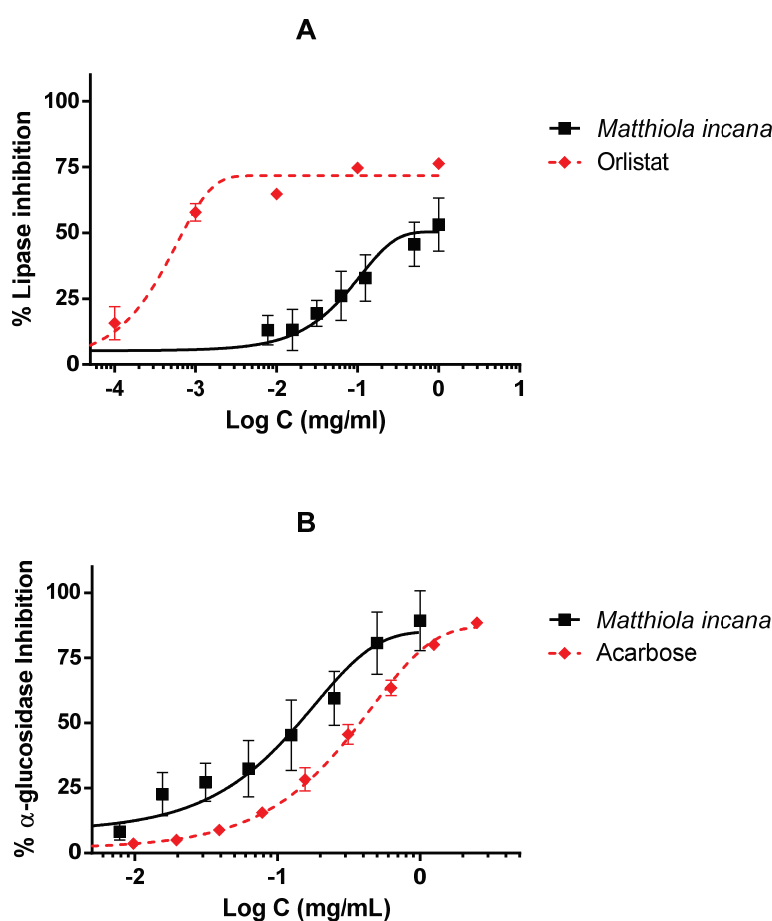 A
% Lipase inhibition
100
75
50
25
0
-4 -3 -2 -1 0 1
Log C (mg/ml)
Matthiola incana
Orlistat
B
% α-glucosidase Inhibition
100
75
50
25
0
-2 -1 0
Log C (mg/mL)
Matthiola incana
Acarbose